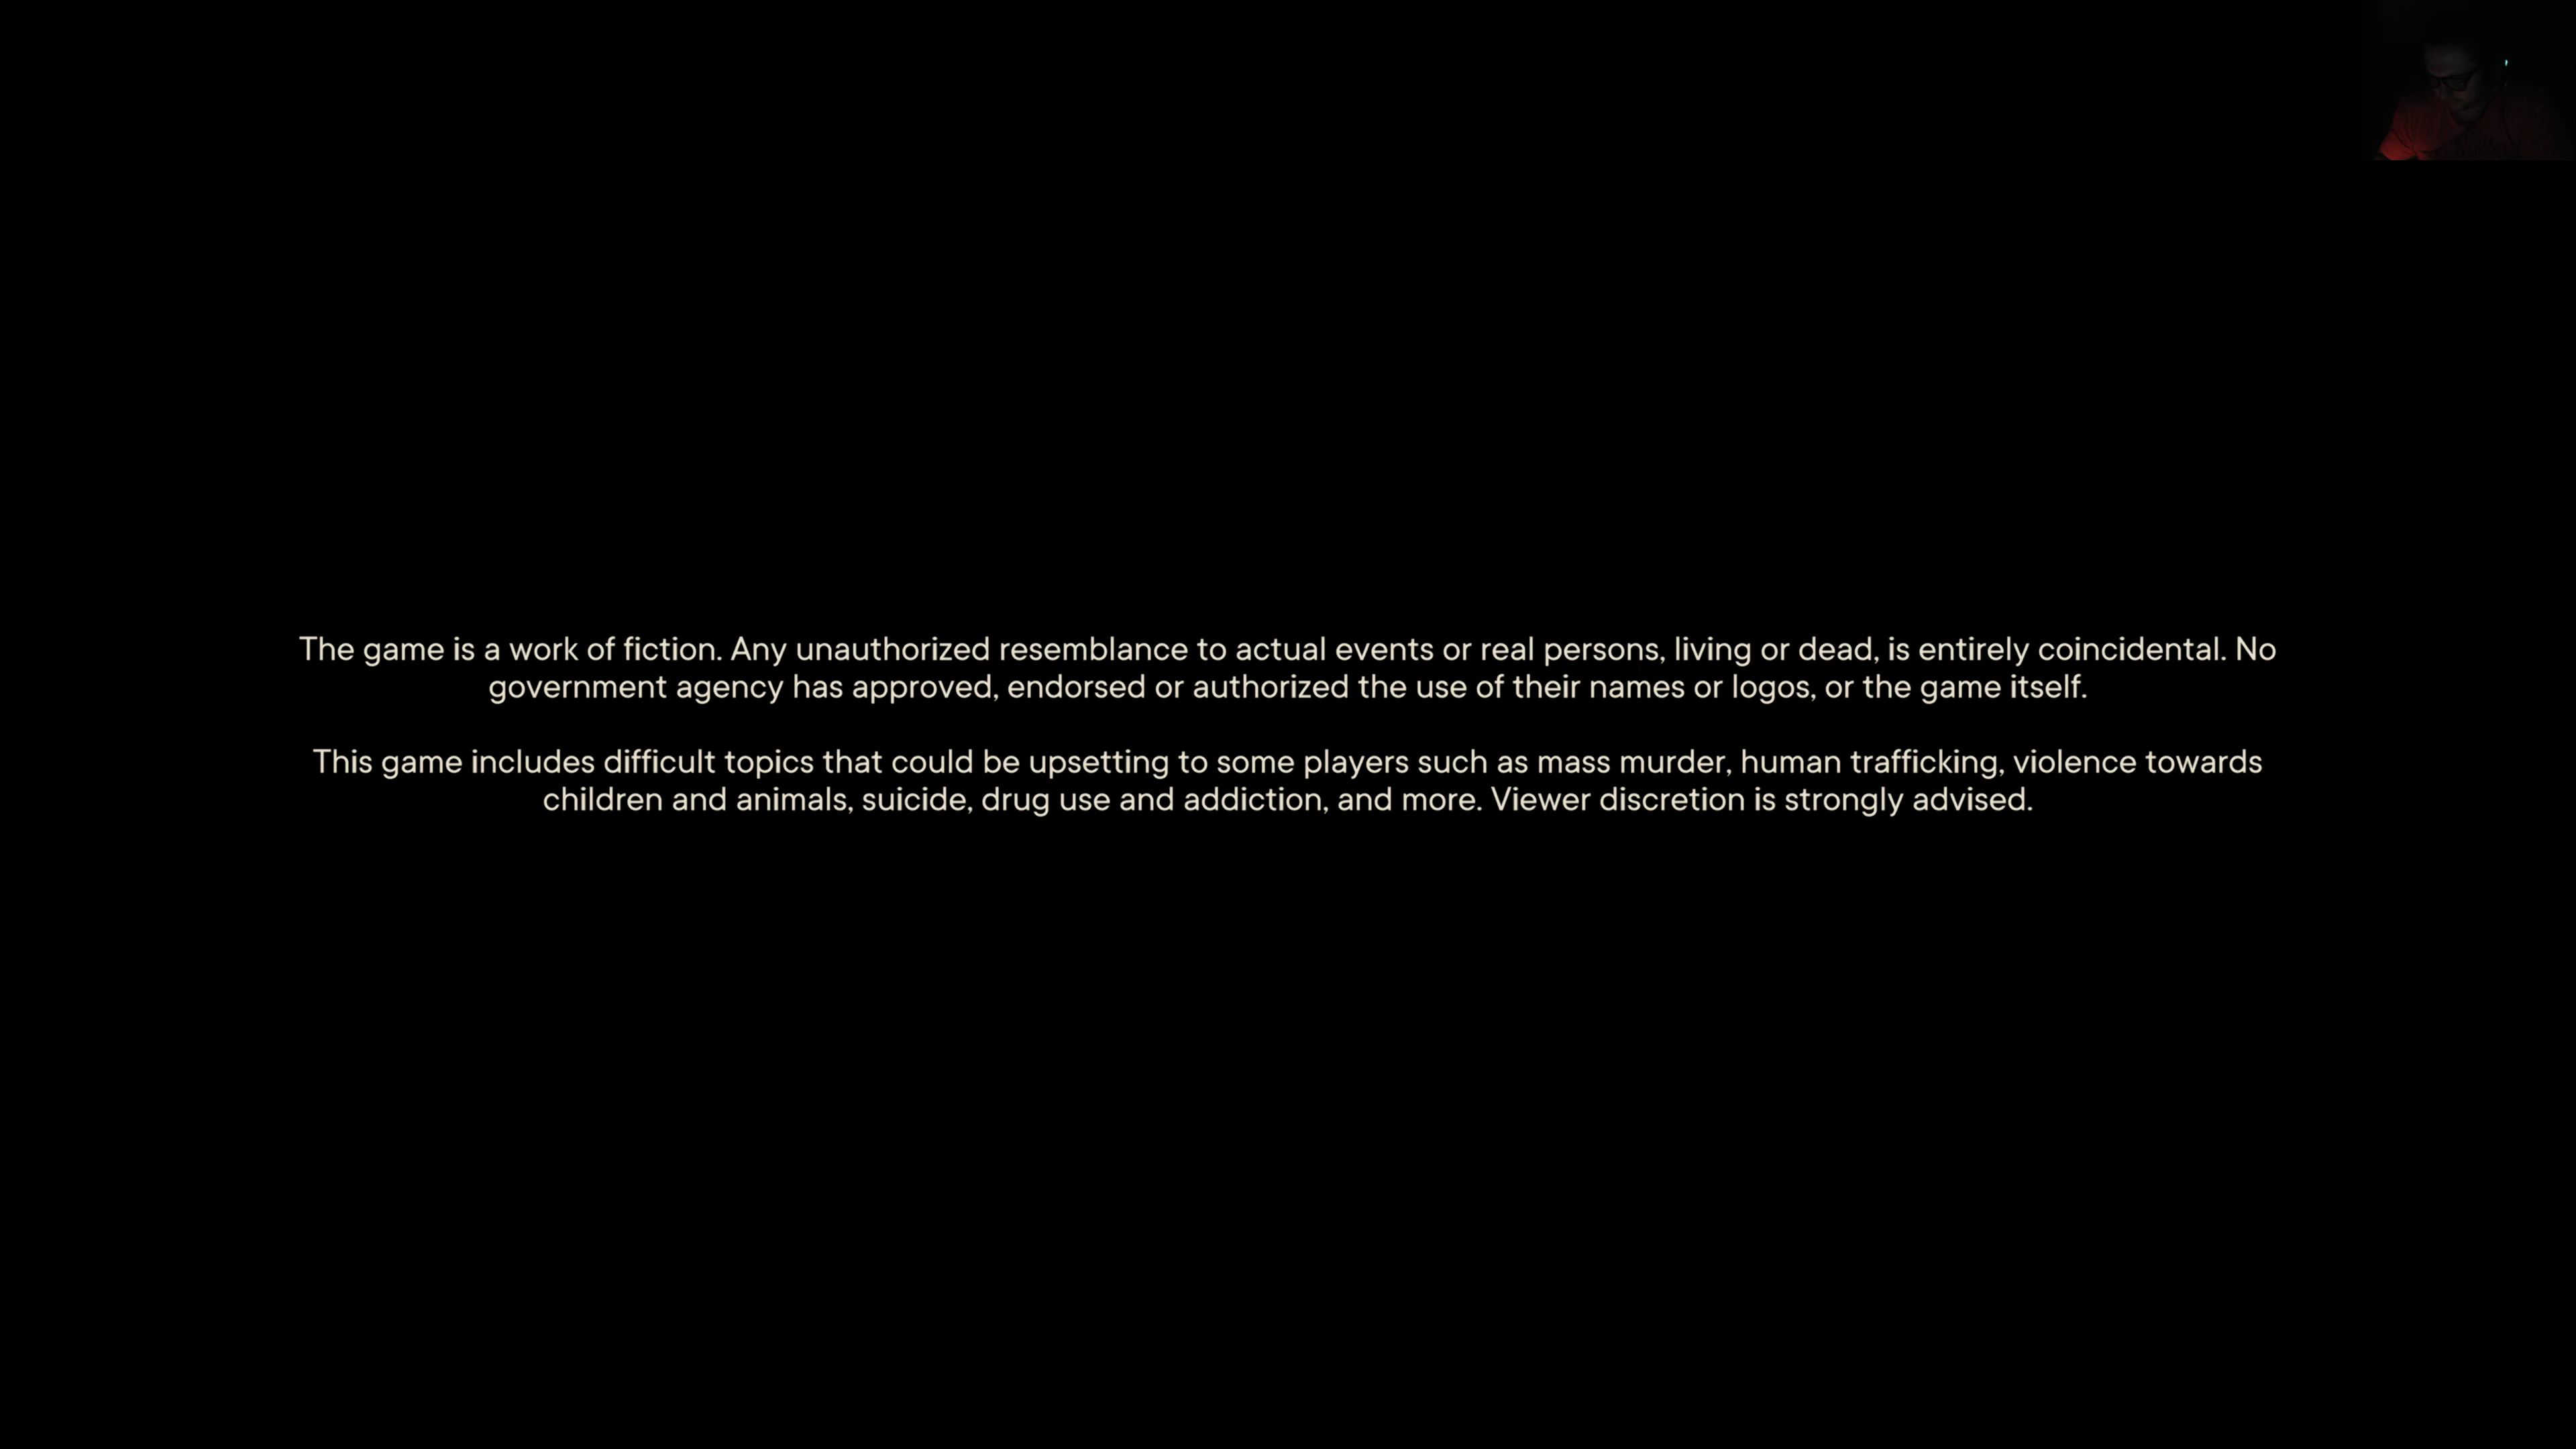 The game is a work of fiction. Any unauthorized resemblance to actual events or real persons, living or dead, is entirely coincidental. No
government agency has approved, endorsed or authorized the use of their names or logos, or the game itself.
This game includes difficult topics that could be upsetting to some players such as mass murder, human trafficking, violence towards
children and animals, suicide, drug use and addiction, and more. Viewer discretion is strongly advised.